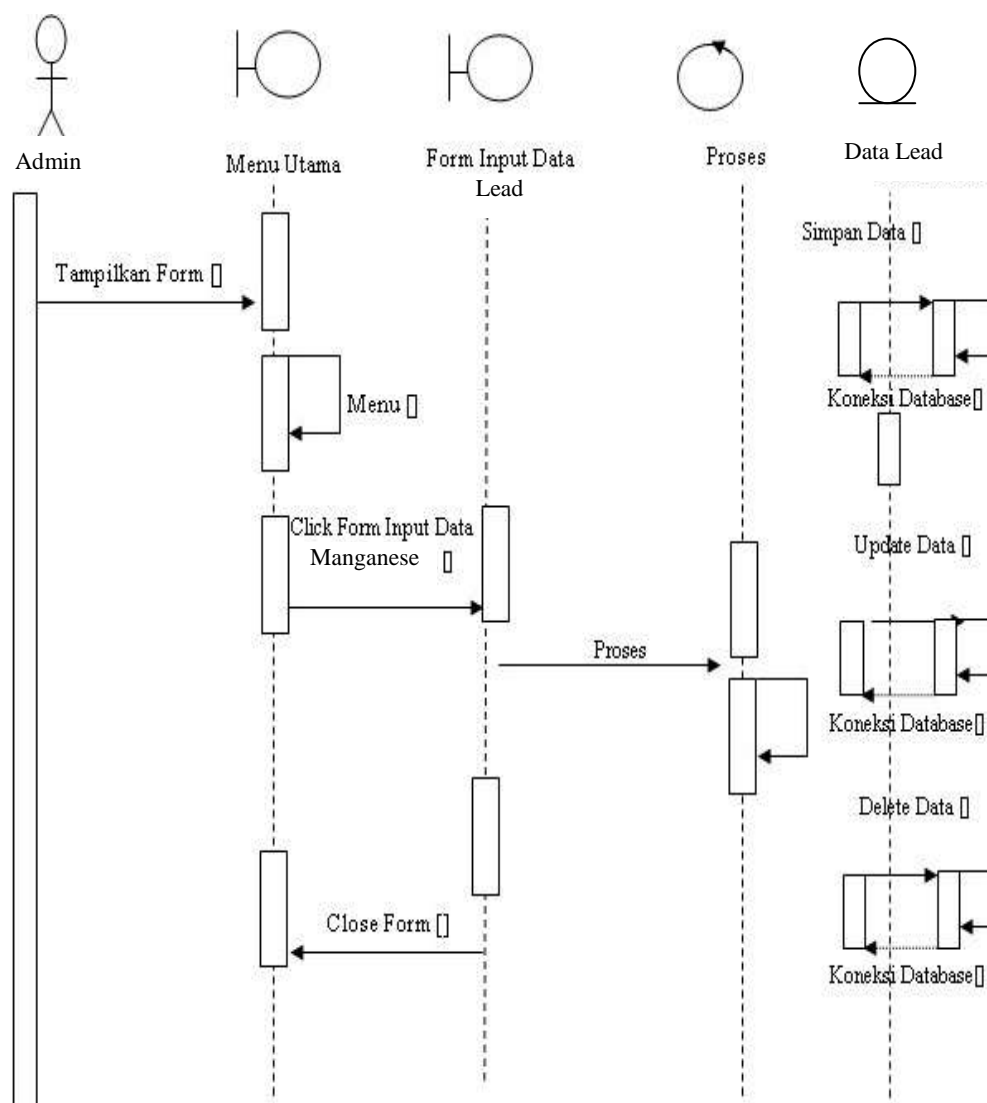 Admin
Menu Utama
Form Input Data
Lead
Proses
Data Lead
Simpan Data []
Tampilkan Form []
Koneksi Database[]
Menu []
Click Form Input Data
Manganese []
Update Data []
Proses
Koneksi Database[]
Delete Data []
Close Form []
Koneksi Database[]